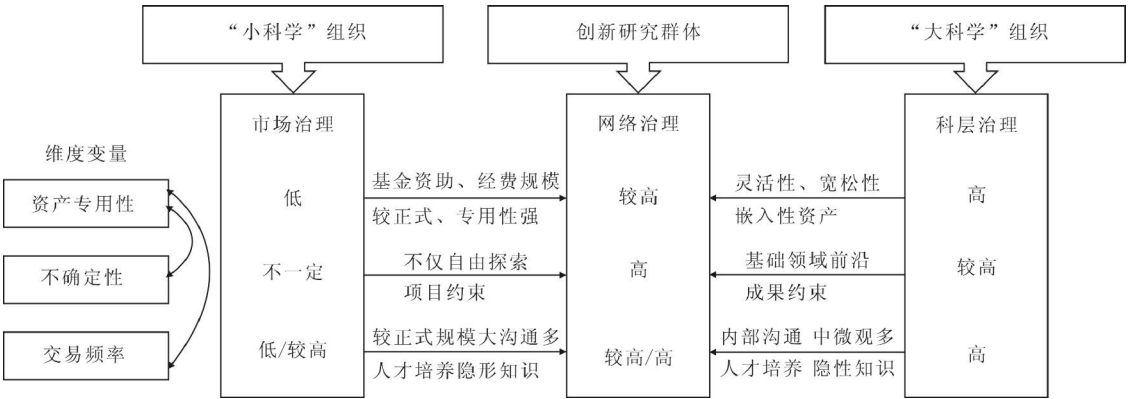 “小科学”组织
创新研究群体
“大科学”组织
市场治理
网络治理
科层治理
维度变量
资产专用性
低
基金资助、经费规模
较正式、专用性强
较高
灵活性、宽松性
嵌入性资产
高
不确定性
不一定
不仅自由探索
项目约束
高
基础领域前沿
成果约束
较高
交易频率
低/较高
较正式规模大沟通多
人才培养隐形知识
较高/高
内部沟通 中微观多
人才培养 隐性知识
高